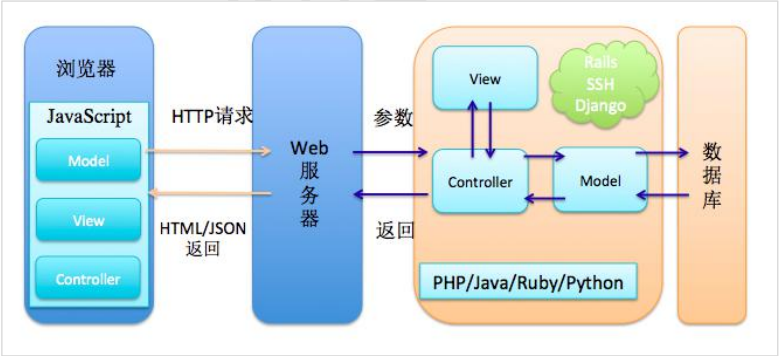 浏览器
JavaScript
Model
View
Controller
HTTP请求
HTML/JSON
返回
Web
服
务
器
参数
返回
View
Rails
SSH
Django
Controller
Model
PHP/Java/Ruby/Python
数
据
库